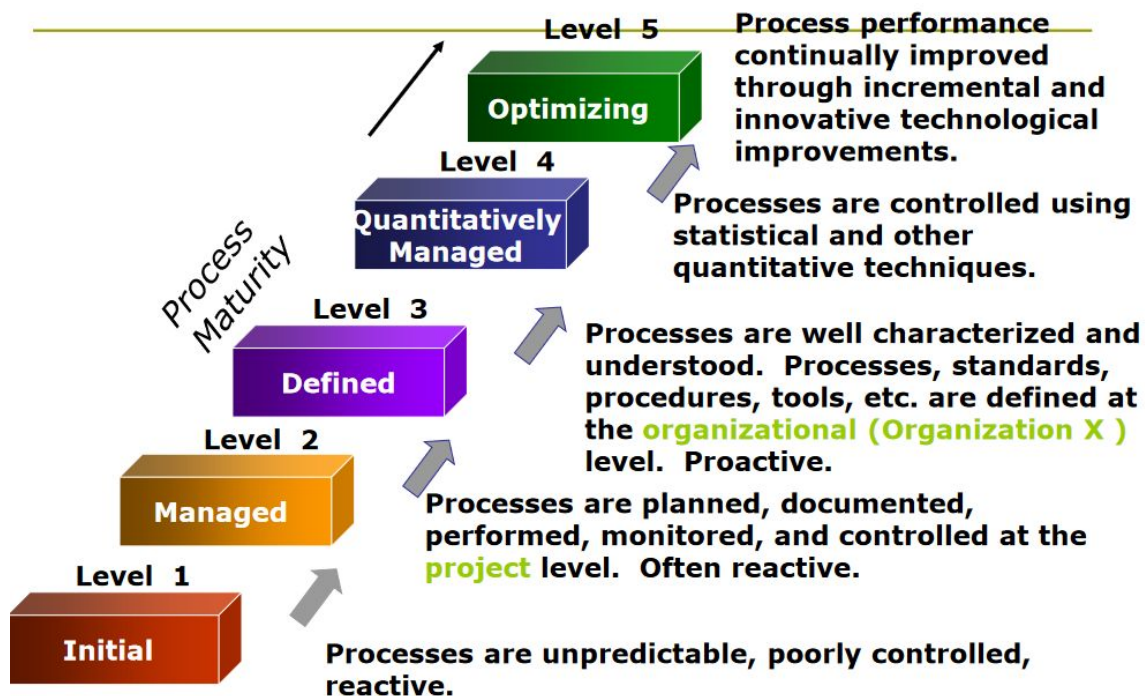 Level 5
Optimizing
Process performance
continually improved
through incremental and
innovative technological
improvements.
Level 4
Quantitatively
Managed
Processes are controlled using
statistical and other
quantitative techniques.
Process
Maturity
Level 3
Defined
Processes are well characterized and
understood. Processes, standards,
procedures, tools, etc. are defined at
the organizational (Organization X )
level. Proactive.
Level 2
Managed
Processes are planned, documented,
performed, monitored, and controlled at the
project level. Often reactive.
Level 1
Initial
Processes are unpredictable, poorly controlled,
reactive.